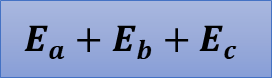 E_a + E_b + E_c